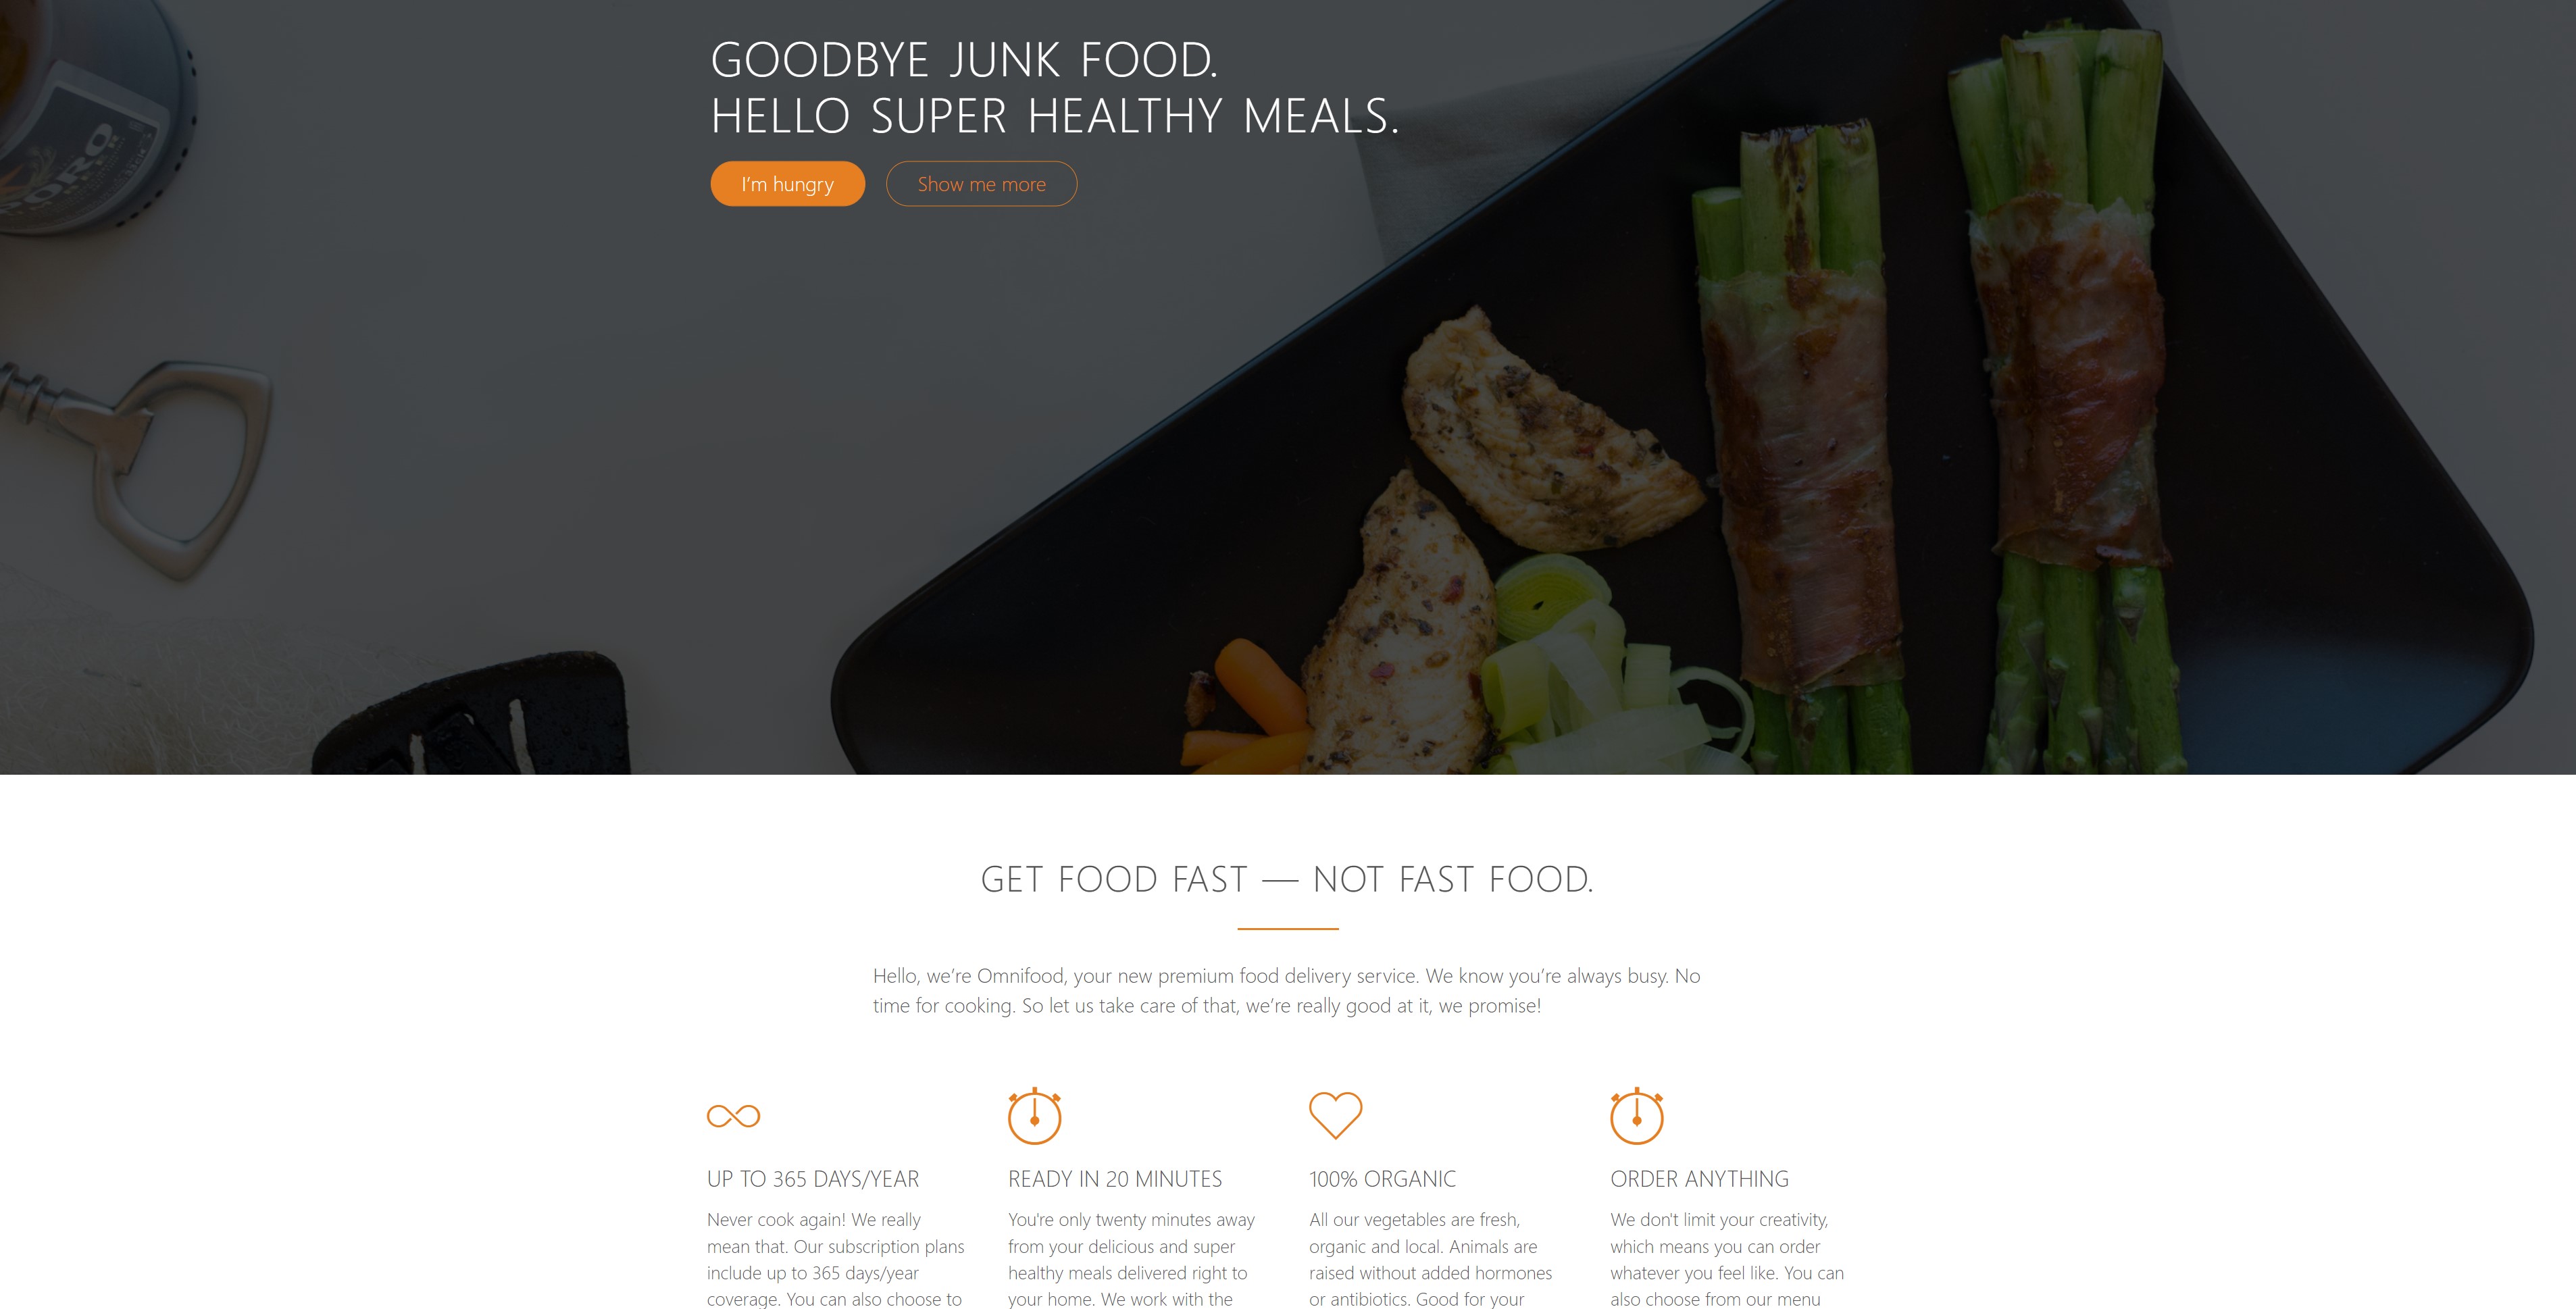 GOODBYE JUNK FOOD.
HELLO SUPER HEALTHY MEALS.
I’m hungry
Show me more
GET FOOD FAST — NOT FAST FOOD.
Hello, we’re Omnifood, your new premium food delivery service. We know you’re always busy. No
time for cooking. So let us take care of that, we’re really good at it, we promise!
UP TO 365 DAYS/YEAR
Never cook again! We really
mean that. Our subscription plans
include up to 365 days/year
coverage. You can also choose to
READY IN 20 MINUTES
You're only twenty minutes away
from your delicious and super
healthy meals delivered right to
your home. We work with the
100% ORGANIC
All our vegetables are fresh,
organic and local. Animals are
raised without added hormones
or antibiotics. Good for your
ORDER ANYTHING
We don't limit your creativity,
which means you can order
whatever you feel like. You can
also choose from our menu